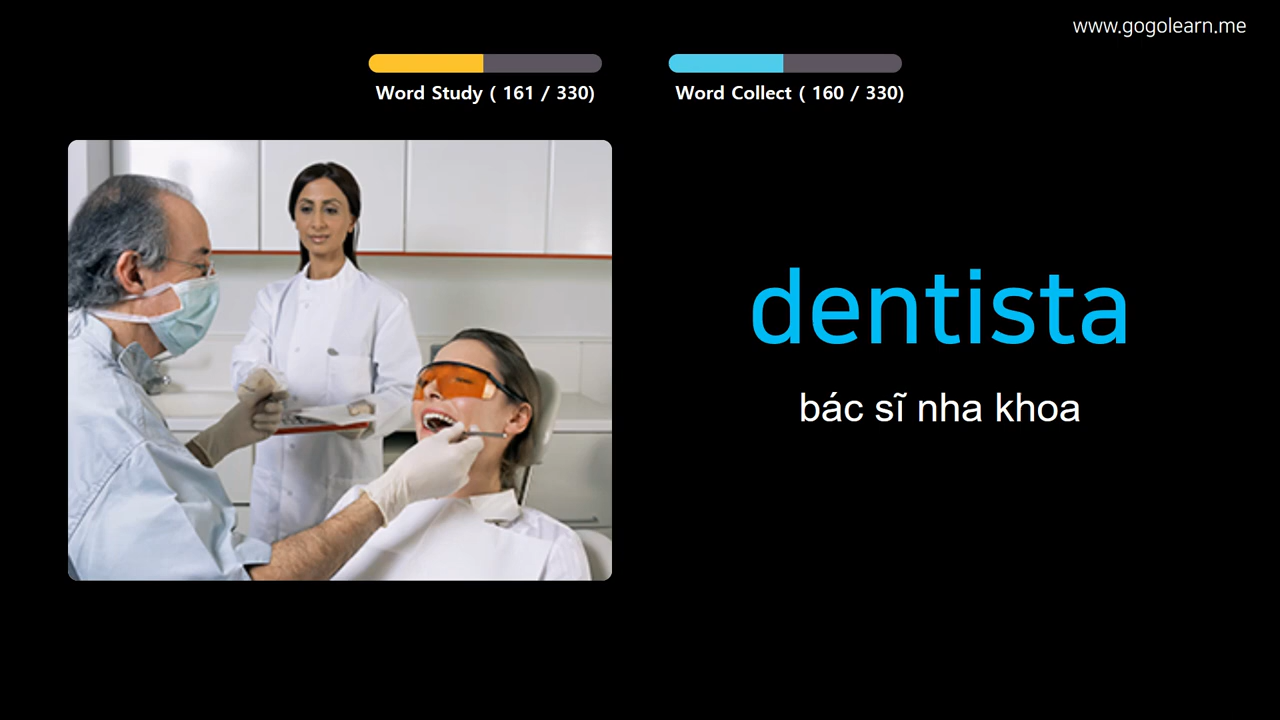 www.gogolearn.me
Word Study ( 161 / 330)
Word Collect ( 160 / 330)
dentista
bác sĩ nha khoa